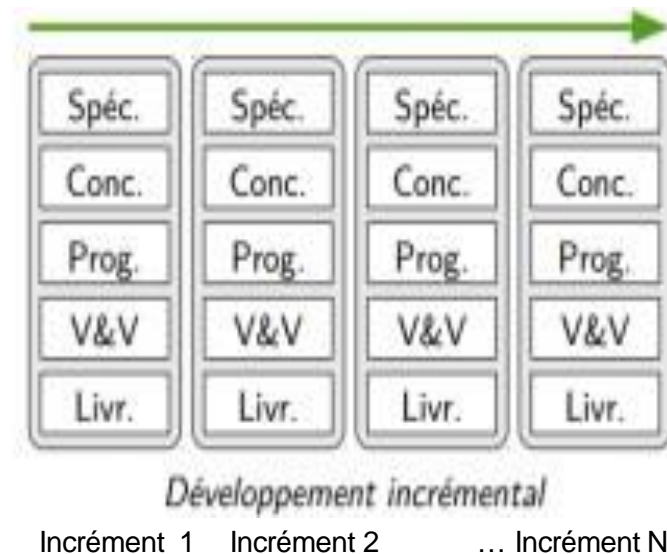 Spéc. Spéc. Spéc. Spéc.
Conc. Conc. Conc. Conc.
Prog. Prog. Prog. Prog.
V&V V&V V&V V&V
Livr. Livr. Livr. Livr.
Développement incrémental
Incrément 1 Incrément 2 ... Incrément N